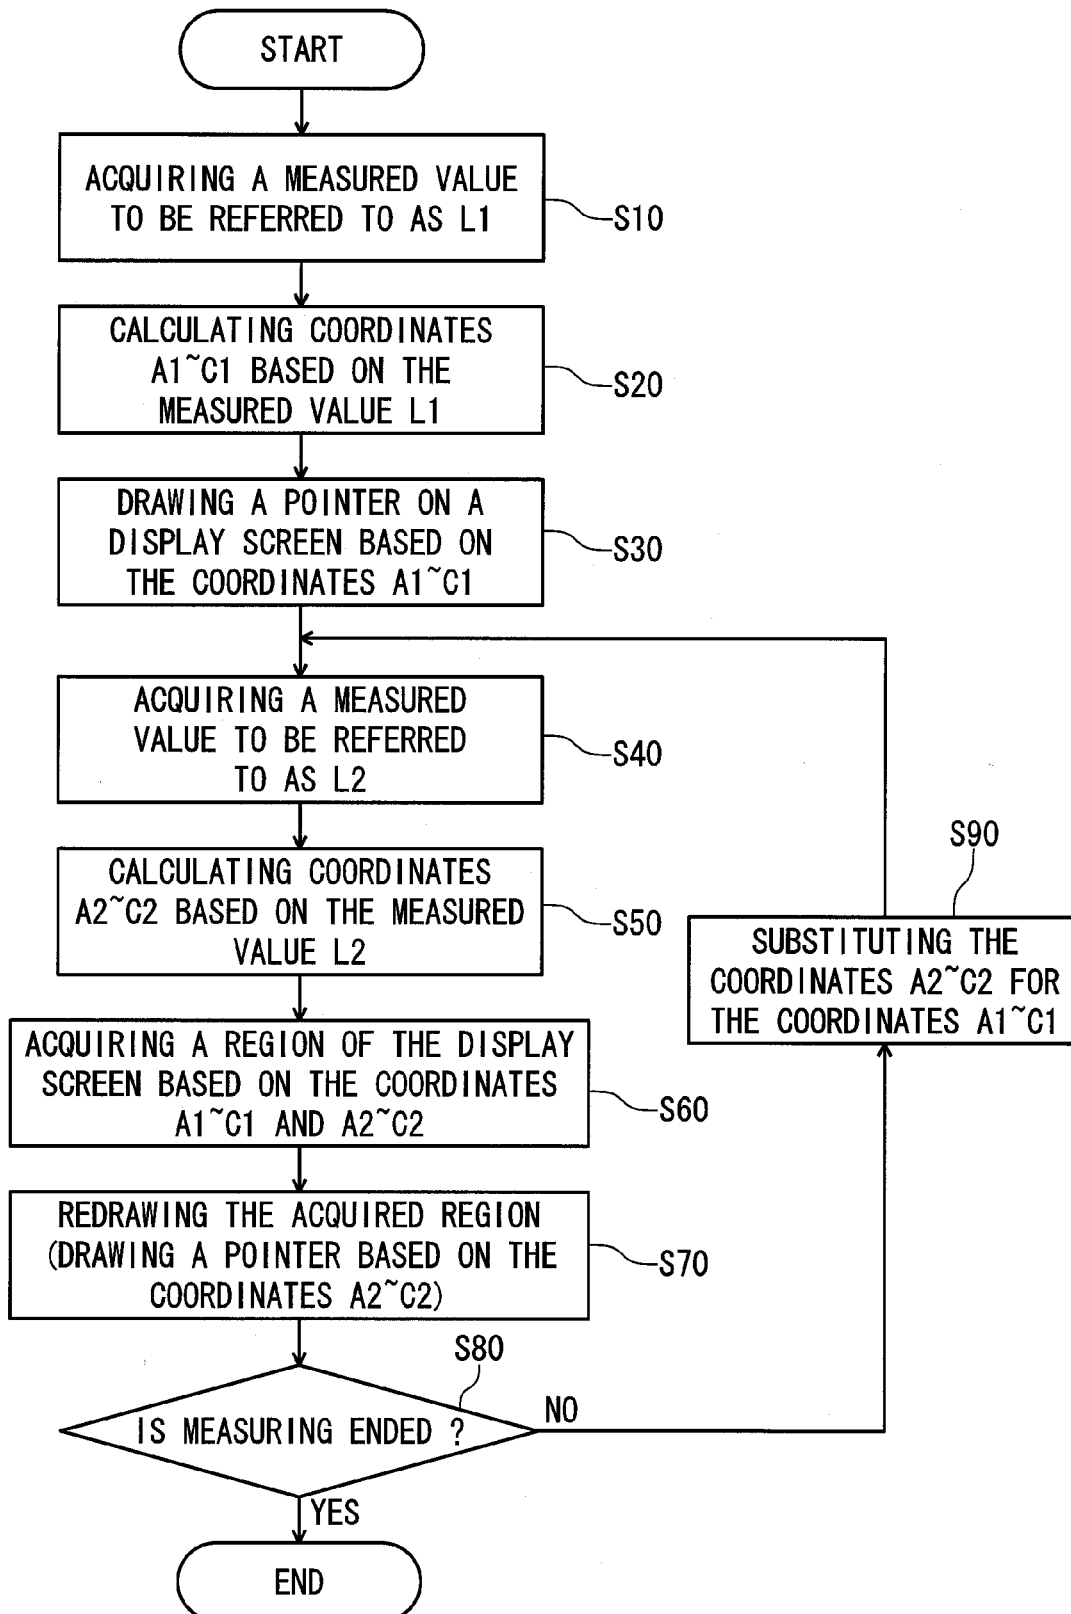 START
ACQUIRING A MEASURED VALUE
TO BE REFERRED TO AS L1
S10
CALCULATING COORDINATES
A1~C1 BASED ON THE
MEASURED VALUE L1
S20
DRAWING A POINTER ON A
DISPLAY SCREEN BASED ON
THE COORDINATES A1~C1
S30
ACQUIRING A MEASURED
VALUE TO BE REFERRED
TO AS L2
S40
CALCULATING COORDINATES
A2~C2 BASED ON THE MEASURED
VALUE L2
S50
ACQUIRING A REGION OF THE DISPLAY
SCREEN BASED ON THE COORDINATES
A1~C1 AND A2~C2
S60
REDRAWING THE ACQUIRED REGION
(DRAWING A POINTER BASED ON THE
COORDINATES A2~C2)
S70
S80
IS MEASURING ENDED ?
NO
YES
S90
SUBSTITUTING THE
COORDINATES A2~C2 FOR
THE COORDINATES A1~C1
END